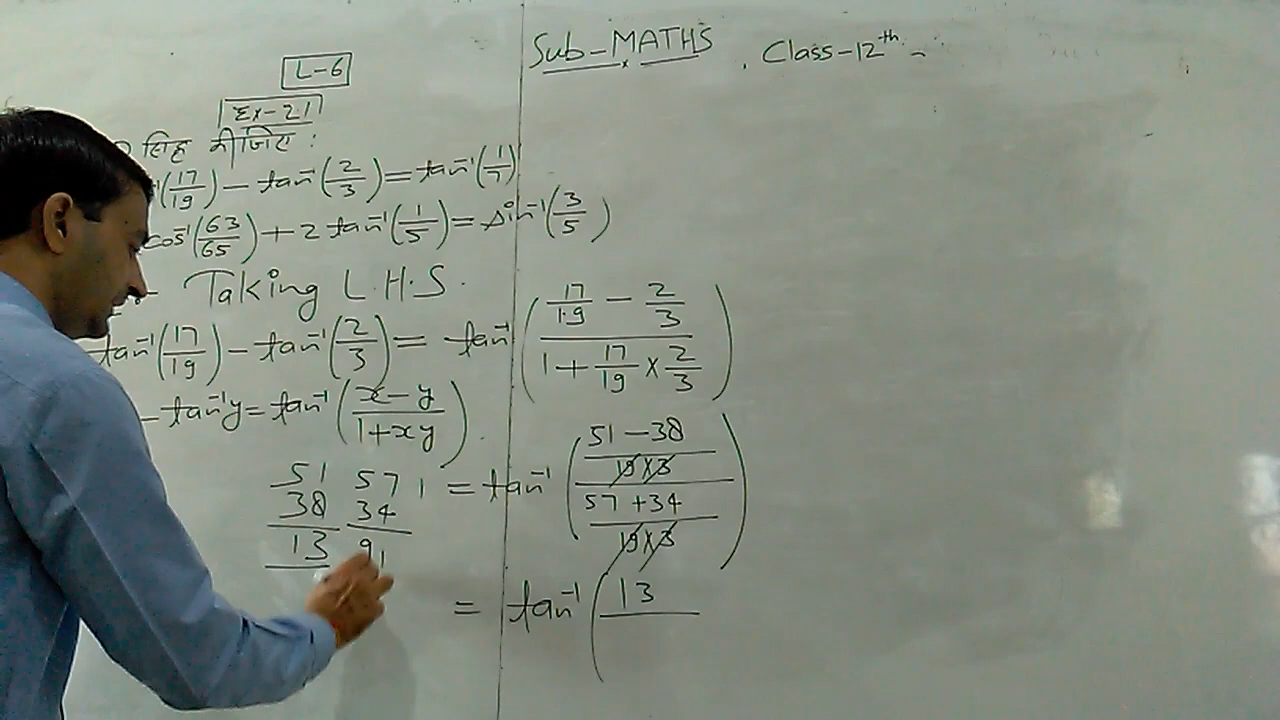 Sub-MATHS, Class-12th -
L-6
Ex-2.1
सिद्ध कीजिए :
(17/19) - tan⁻¹(2/3) = tan⁻¹(1/7)
cos⁻¹(63/65) + 2 tan⁻¹(1/5) = sin⁻¹(3/5)
Taking L.H.S.
tan⁻¹(17/19) - tan⁻¹(2/3) = tan⁻¹((17/19 - 2/3)/(1 + 17/19 × 2/3))
- tan⁻¹y = tan⁻¹((x-y)/(1+xy)).
= tan⁻¹(((51-38)/(19×3))/((57+34)/(19×3)))
51 57
38 34
13 91
= tan⁻¹(13